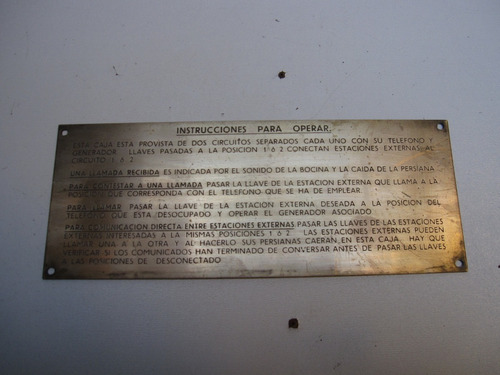 INSTRUCCIONES PARA OPERAR.
ESTA CAJA ESTA PROVISTA DE DOS CIRCUITOS SEPARADOS CADA UNO CON SU TELEFONO Y
GENERADOR. LLAVES PASADAS A LA POSICION 1 ó 2 CONECTAN ESTACIONES EXTERNAS AL
CIRCUITO 1 ó 2
UNA LLAMADA RECIBIDA ES INDICADA POR EL SONIDO DE LA BOCINA Y LA CAIDA DE LA PERSIANA
PARA CONTESTAR A UNA LLAMADA PASAR LA LLAVE DE LA ESTACION EXTERNA QUE LLAMA A LA
POSICION QUE CORRESPONDA CON EL TELEFONO QUE SE HA DE EMPLEAR.
PARA LLAMAR PASAR LA LLAVE DE LA ESTACION EXTERNA DESEADA A LA POSICION DEL
TELEFONO QUE ESTA DESOCUPADO Y OPERAR EL GENERADOR ASOCIADO
PARA COMUNICACION DIRECTA ENTRE ESTACIONES EXTERNAS PASAR LAS LLAVES DE LAS ESTACIONES
EXTERNAS INTERESADAS A LA MISMAS POSICIONES 1 ó 2. LAS ESTACIONES EXTERNAS PUEDEN
LLAMAR UNA A LA OTRA Y AL HACERLO SUS PERSIANAS CAERAN EN ESTA CAJA. HAY QUE
VERIFICAR SI LOS COMUNICADOS HAN TERMINADO DE CONVERSAR ANTES DE PASAR LAS LLAVES
A LAS POSICIONES DE DESCONECTADO